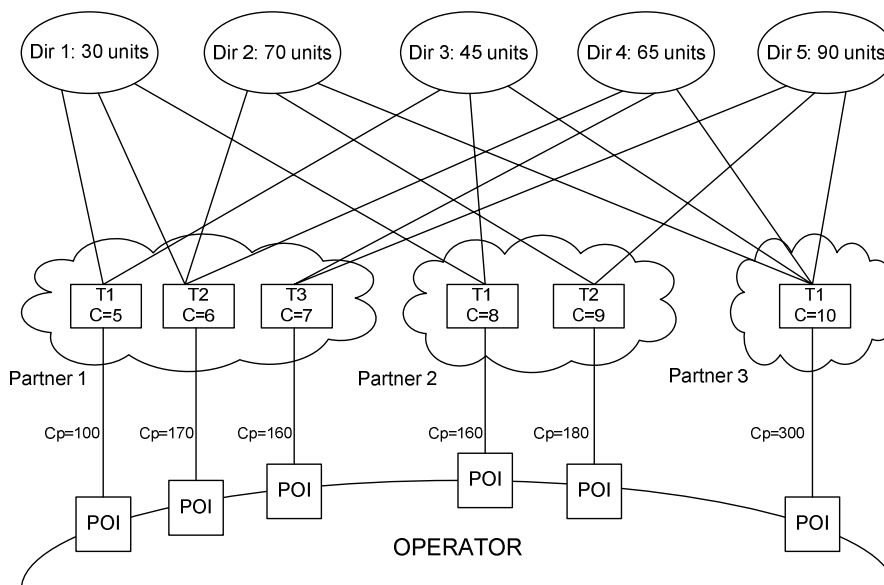 Dir 1: 30 units
Dir 2: 70 units
Dir 3: 45 units
Dir 4: 65 units
Dir 5: 90 units
T1
C=5
T2
C=6
T3
C=7
T1
C=8
T2
C=9
T1
C=10
Partner 1
Partner 2
Partner 3
Cp=100
Cp=170
Cp=160
Cp=160
Cp=180
Cp=300
POI
POI
POI
POI
POI
POI
OPERATOR